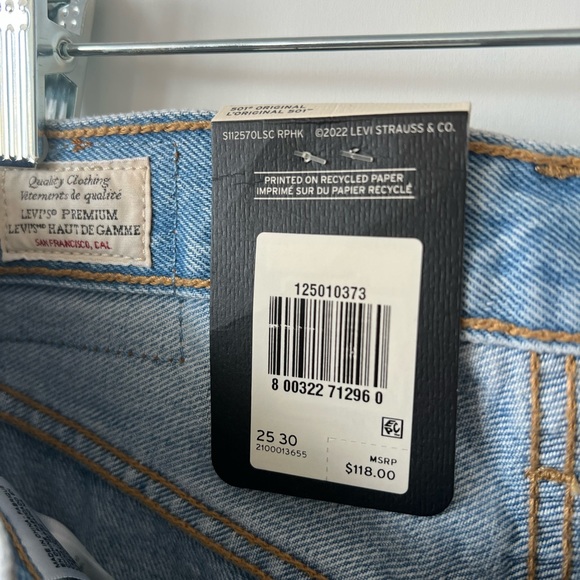 501® ORIGINAL
L'ORIGINAL 501ᴹᴰ
S112570LSC RPHK ©2022 LEVI STRAUSS & CO.
PRINTED ON RECYCLED PAPER
IMPRIMÉ SUR DU PAPIER RECYCLÉ
Quality Clothing
Vêtements de qualité
LEVI'S® PREMIUM
LEVI'Sᴹᴰ HAUT DE GAMME
SAN FRANCISCO, CAL
125010373
8 00322 71296 0
25 30
2100013655
MSRP
$118.00